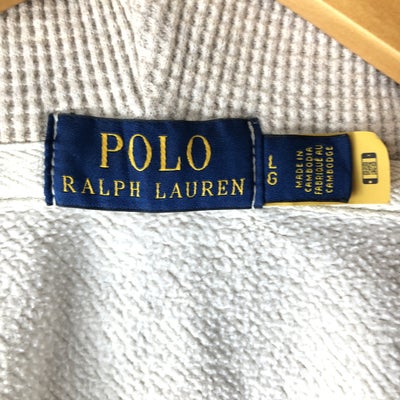 POLO
RALPH LAUREN
L
G
MADE IN
CAMBODIA
FABRIQUÉ AU
CAMBODGE